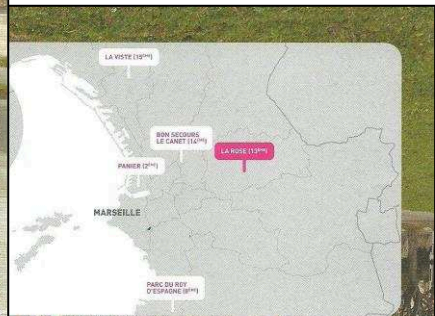 LA VISTE (15ème)
BON SECOURS
LE CANET (14ème)
LA ROSE (13ème)
PANIER (2ème)
MARSEILLE
PARC DU ROY
D'ESPAGNE (8ème)